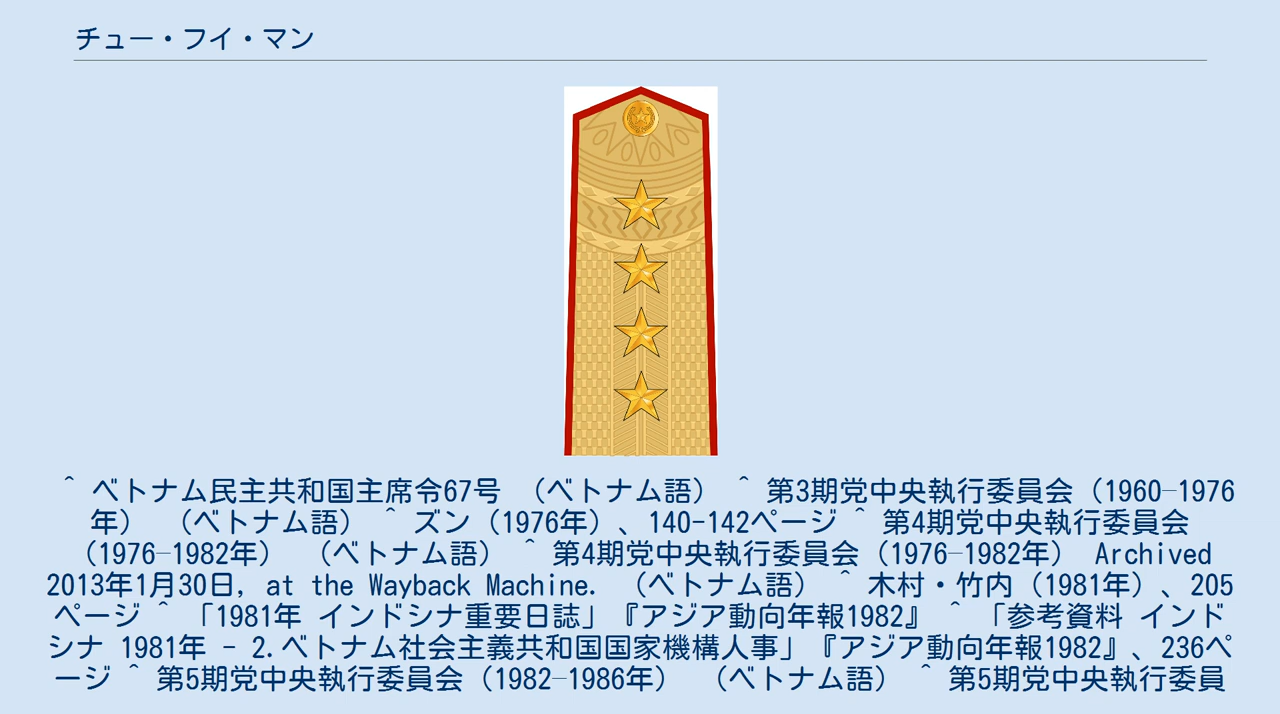 チュー・フイ・マン
^ ベトナム民主共和国主席令67号 （ベトナム語） ^ 第3期党中央執行委員会（1960–1976
年） （ベトナム語） ^ ズン（1976年）、140-142ページ ^ 第4期党中央執行委員会
（1976–1982年） （ベトナム語） ^ 第4期党中央執行委員会（1976–1982年） Archived
2013年1月30日, at the Wayback Machine. （ベトナム語） ^ 木村・竹内（1981年）、205
ページ ^ 「1981年 インドシナ重要日誌」『アジア動向年報1982』 ^ 「参考資料 インド
シナ 1981年 - 2.ベトナム社会主義共和国国家機構人事」『アジア動向年報1982』、236ペ
ージ ^ 第5期党中央執行委員会（1982–1986年） （ベトナム語） ^ 第5期党中央執行委員